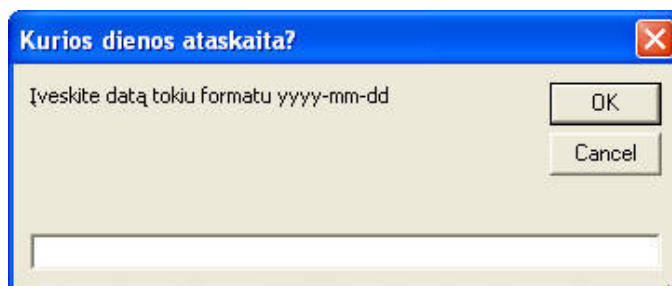 Kurios dienos ataskaita?
Įveskite datą tokiu formatu yyyy-mm-dd
OK
Cancel